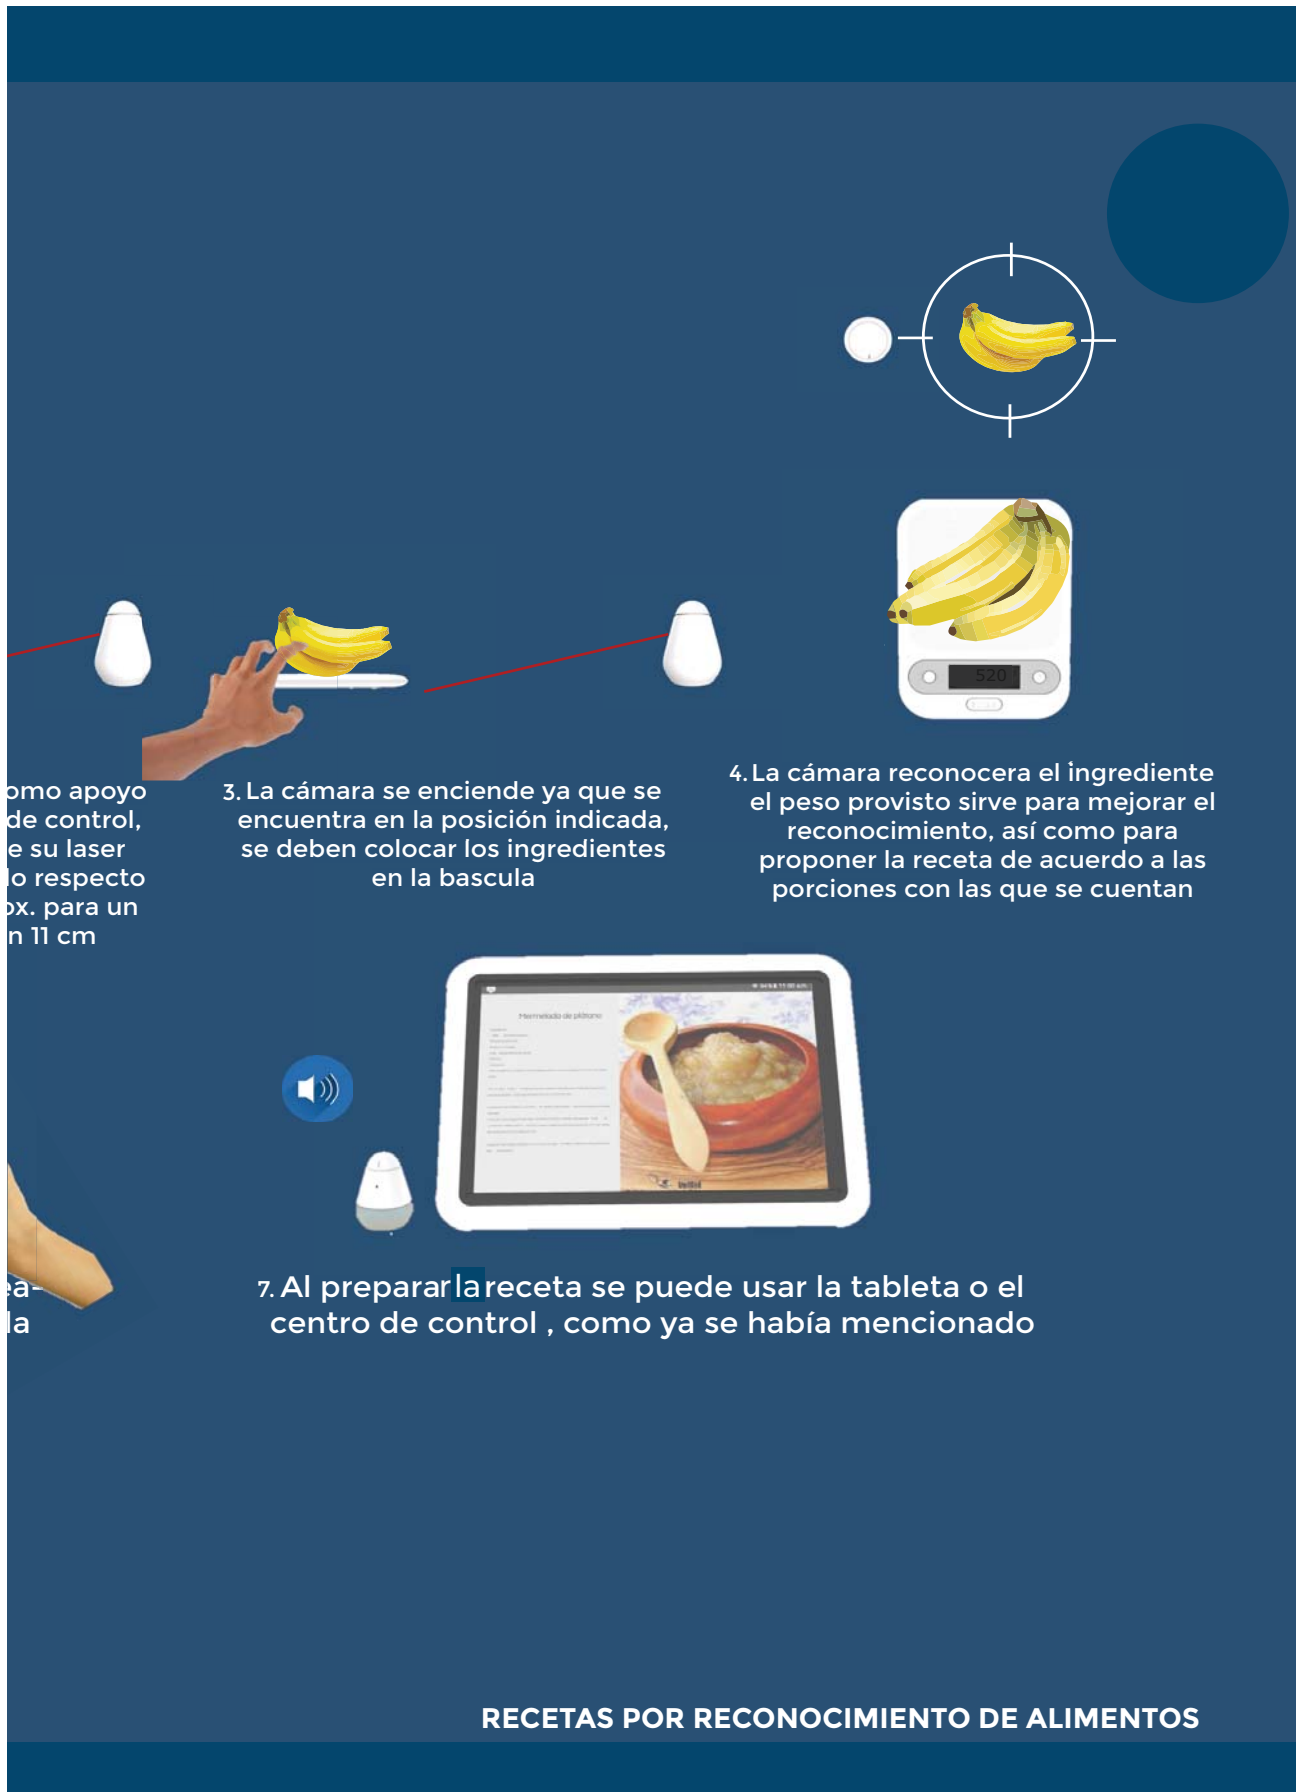 520
omo apoyo
de control,
e su laser
lo respecto
ox. para un
n 11 cm
3. La cámara se enciende ya que se
encuentra en la posición indicada,
se deben colocar los ingredientes
en la bascula
4. La cámara reconocera el ingrediente
el peso provisto sirve para mejorar el
reconocimiento, así como para
proponer la receta de acuerdo a las
porciones con las que se cuentan
Mermelada de plátano
ea-
la
7. Al preparar la receta se puede usar la tableta o el
centro de control , como ya se había mencionado
RECETAS POR RECONOCIMIENTO DE ALIMENTOS